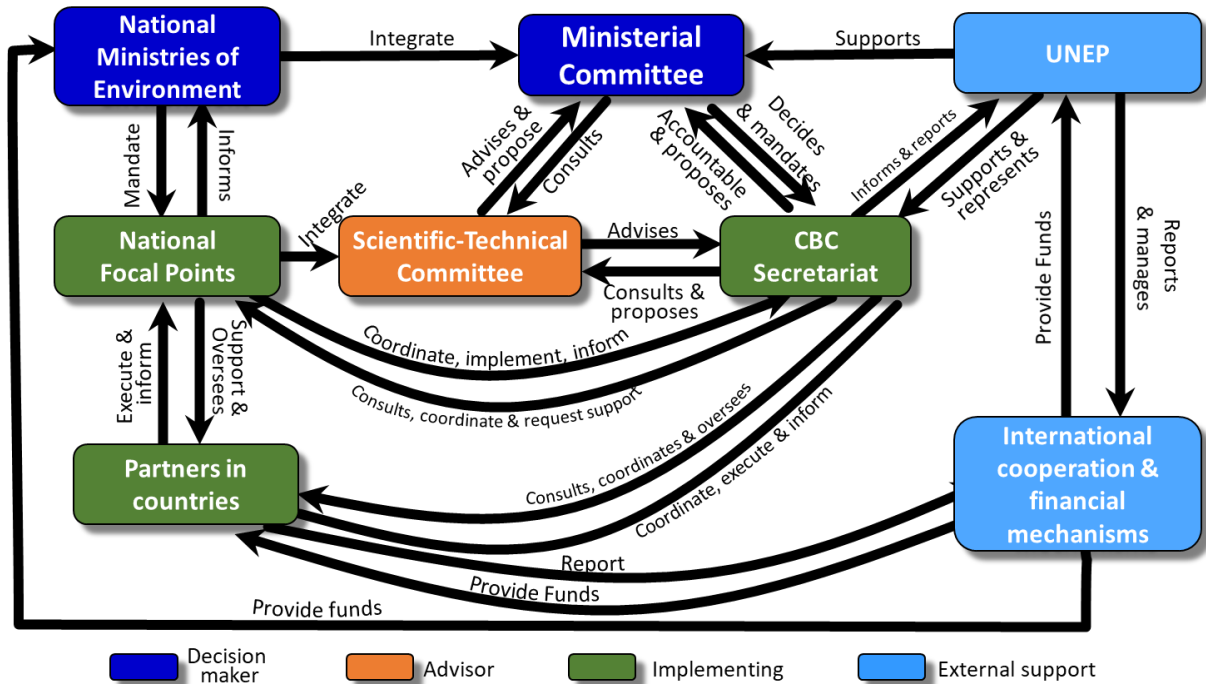 National
Ministries of
Environment
Integrate
Ministerial
Committee
Supports
UNEP
Mandate
Informs
Advises &
propose
Consults
Accountable
& proposes
Decides
& mandates
Informs & reports
Supports &
represents
Provide Funds
Reports
& manages
National
Focal Points
Integrate
Scientific-Technical
Committee
Advises
Consults &
proposes
CBC
Secretariat
Execute &
inform
Support &
Oversees
Coordinate, implement, inform
Consults, coordinate & request support
Consults, coordinates & oversees
Coordinate, execute & inform
Partners in
countries
International
cooperation &
financial
mechanisms
Report
Provide Funds
Provide funds
Decision
maker
Advisor
Implementing
External support